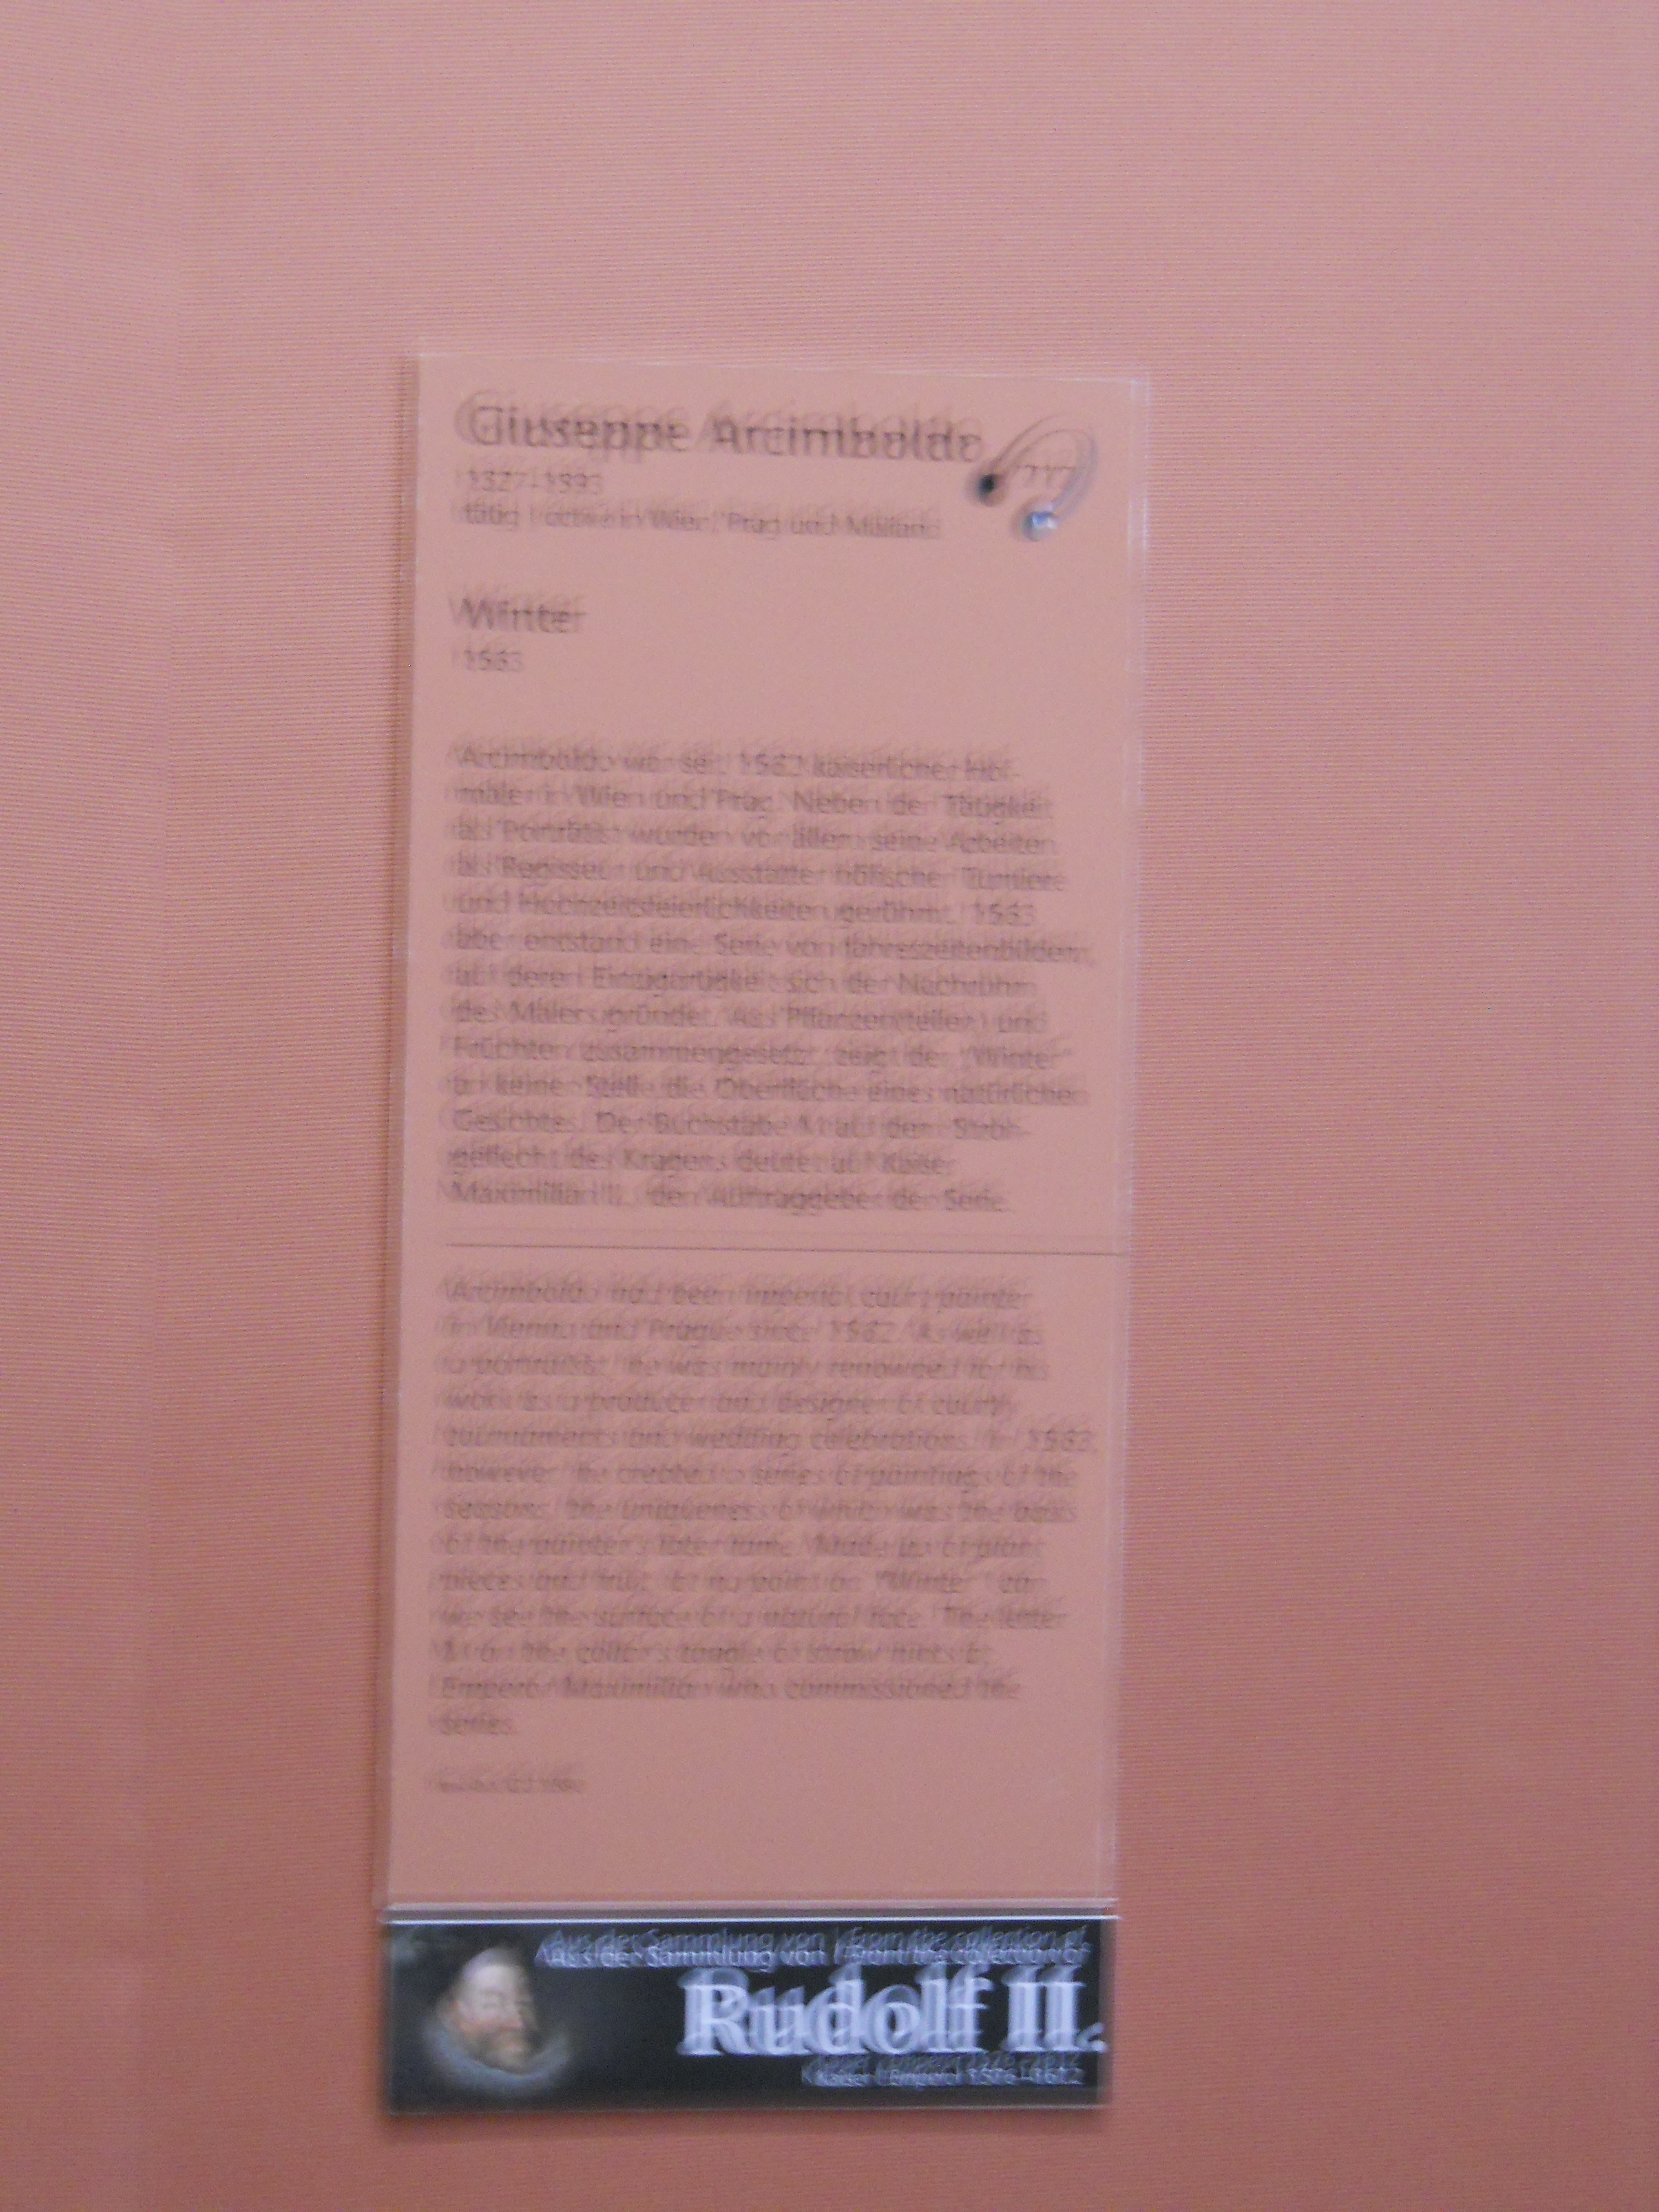 Giuseppe Arcimboldo
1527–1593
tätig | active in Wien, Prag und Mailand
Winter
1563
Arcimboldo war seit 1562 kaiserlicher Hof-
maler in Wien und Prag. Neben der Tätigkeit
als Porträtist wurden vor allem seine Arbeiten
als Regisseur und Ausstatter höfischer Turniere
und Hochzeitsfeierlichkeiten gerühmt. 1563
aber entstand eine Serie von Jahreszeitenbildern,
auf deren Einzigartigkeit sich der Nachruhm
des Malers gründet. Aus Pflanzenteilen und
Früchten zusammengesetzt, zeigt der "Winter"
an keiner Stelle die Oberfläche eines natürlichen
Gesichtes. Der Buchstabe M auf dem Stroh-
geflecht des Kragens deutet auf Kaiser
Maximilian II., den Auftraggeber der Serie.
Arcimboldo had been imperial court painter
in Vienna and Prague since 1562. As well as
a portraitist, he was mainly renowned for his
work as a producer and designer of courtly
tournaments and wedding celebrations. In 1563,
however, he created a series of paintings of the
seasons, the uniqueness of which was the basis
of the painter's later fame. Made up of plant
pieces and fruit, at no point on "Winter" can
we see the surface of a natural face. The letter
M on the collar's tangle of straw hints at
Emperor Maximilian who commissioned the
series.
Aus der Sammlung von | From the collection of
Rudolf II.
Kaiser | Emperor 1576–1612